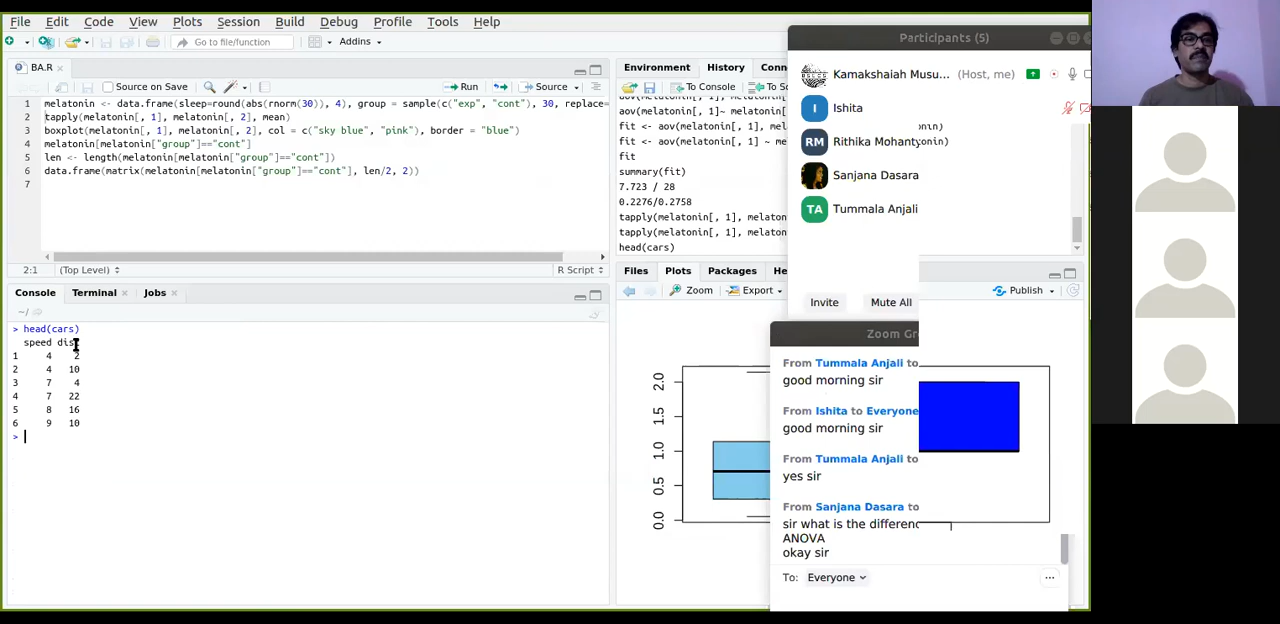 File Edit Code View Plots Session Build Debug Profile Tools Help
Go to file/function
Addins
BA.R
Source on Save
Run
Source
1 melatonin <- data.frame(sleep=round(abs(rnorm(30)), 4), group = sample(c("exp", "cont"), 30, replace=
2 tapply(melatonin[, 1], melatonin[, 2], mean)
3 boxplot(melatonin[, 1], melatonin[, 2], col = c("sky blue", "pink"), border = "blue")
4 melatonin[melatonin["group"]=="cont"]
5 len <- length(melatonin[melatonin["group"]=="cont"])
6 data.frame(matrix(melatonin[melatonin["group"]=="cont"], len/2, 2))
7
2:1 (Top Level) R Script
Console Terminal Jobs
~/
> head(cars)
speed
1 4 2
2 4 10
3 7 4
4 7 22
5 8 16
6 9 10
>
Environment History
To Console
aov(melatonin[, 1]~ melatonin[,
fit <- aov(melatonin[, 1],
fit <- aov(melatonin[, 1] ~
fit
summary(fit)
7.723 / 28
0.2276/0.2758
tapply(melatonin[, 1],
tapply(melatonin[, 1],
head(cars)
Files Plots Packages
Zoom Export
Publish
2.0
1.5
1.0
0.5
0.0
Participants (5)
Kamakshaiah Musu... (Host, me)
I Ishita
RM Rithika Mohanty
Sanjana Dasara
TA Tummala Anjali
Invite Mute All
From Tummala Anjali to
good morning sir
From Ishita to Everyone
good morning sir
From Tummala Anjali to
yes sir
From Sanjana Dasara to
sir what is the
ANOVA
okay sir
To: Everyone